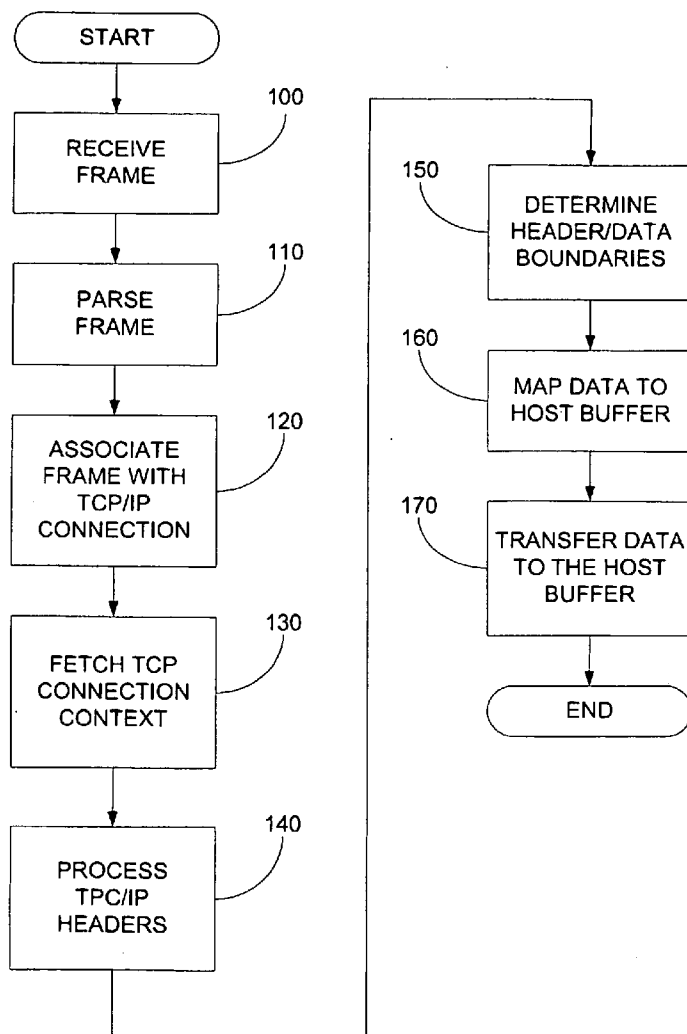 START
100
RECEIVE
FRAME
110
PARSE
FRAME
120
ASSOCIATE
FRAME WITH
TCP/IP
CONNECTION
130
FETCH TCP
CONNECTION
CONTEXT
140
PROCESS
TPC/IP
HEADERS
150
DETERMINE
HEADER/DATA
BOUNDARIES
160
MAP DATA TO
HOST BUFFER
170
TRANSFER DATA
TO THE HOST
BUFFER
END